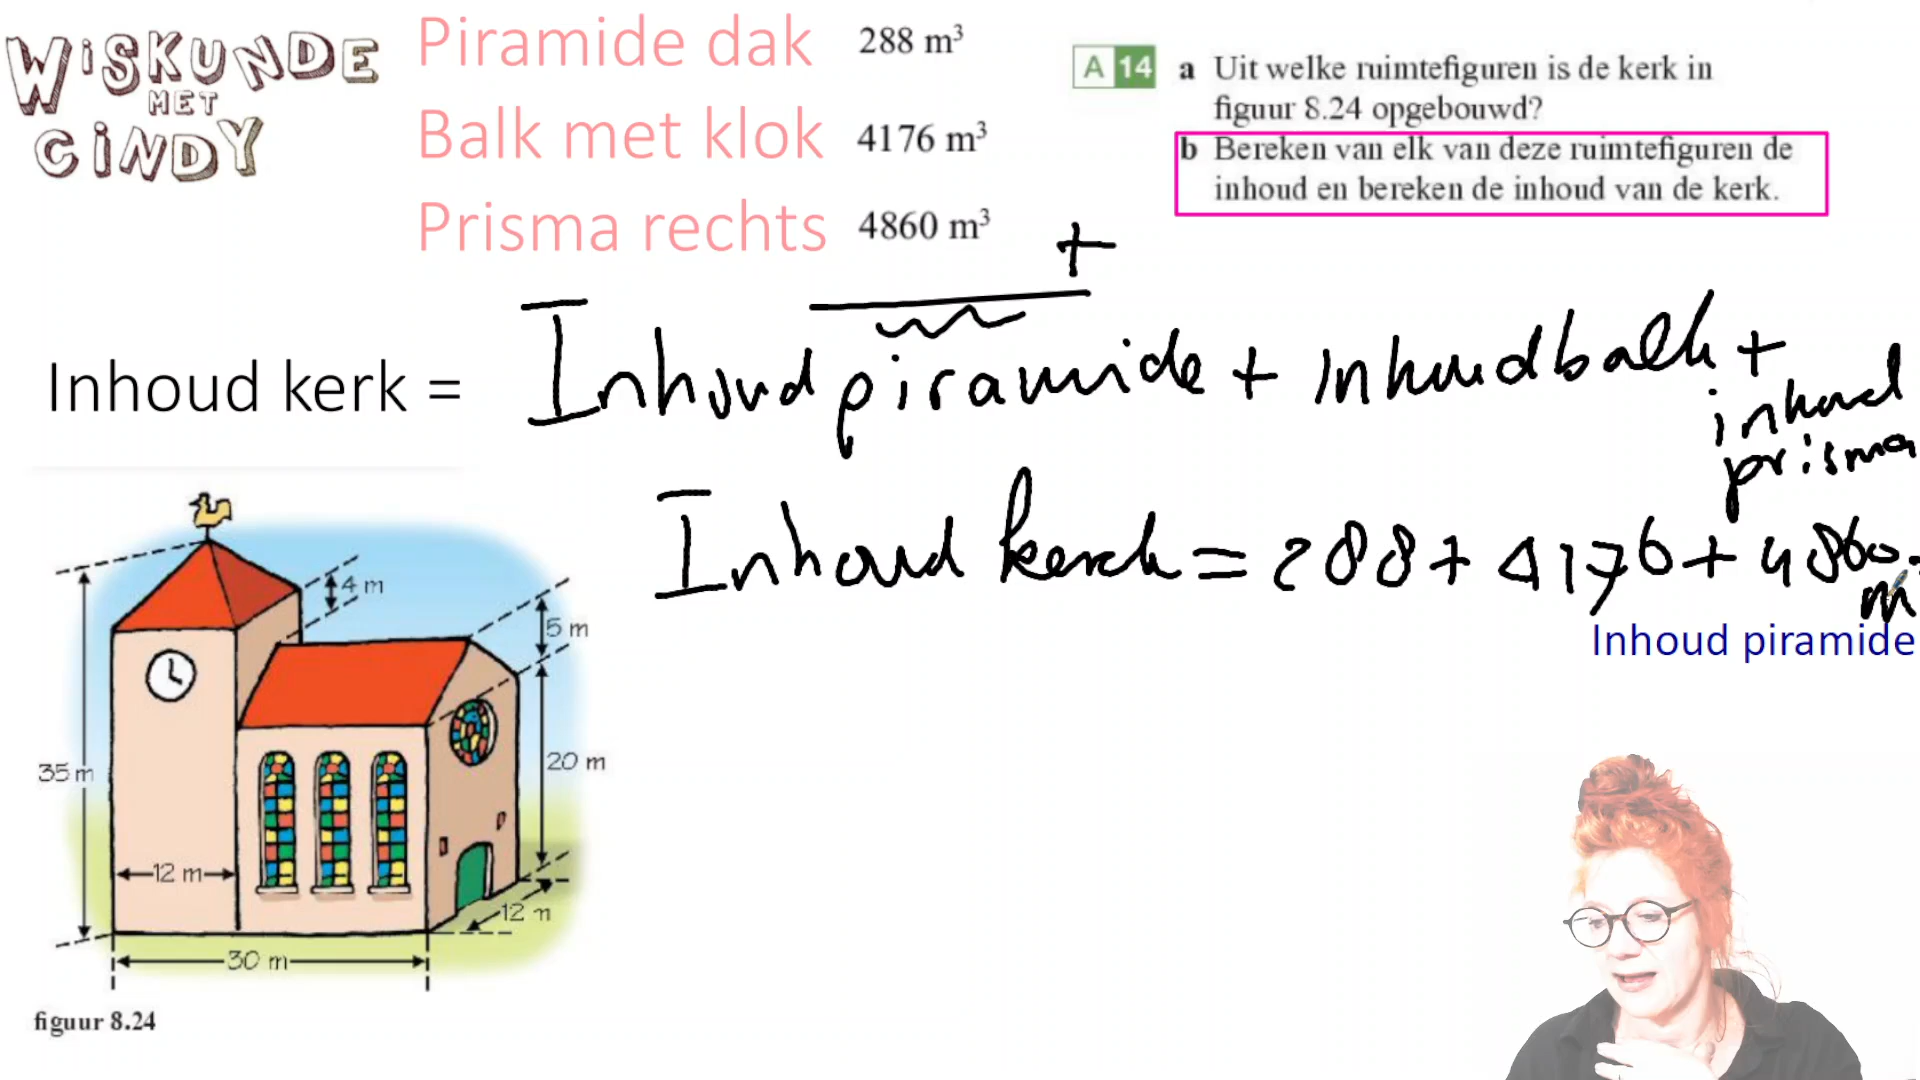 WiSKUNDE
MET
CiNDY
Piramide dak 288 m³
Balk met klok 4176 m³
Prisma rechts 4860 m³
+
A 14 a Uit welke ruimtefiguren is de kerk in
figuur 8.24 opgebouwd?
b Bereken van elk van deze ruimtefiguren de
inhoud en bereken de inhoud van de kerk.
Inhoud kerk = Inhoud piramide + inhoud balk +
inhoud
prisma
Inhoud kerk = 288 + 4176 + 4860
m
Inhoud piramide
4 m
5 m
35 m
20 m
12 m
12 m
30 m
figuur 8.24